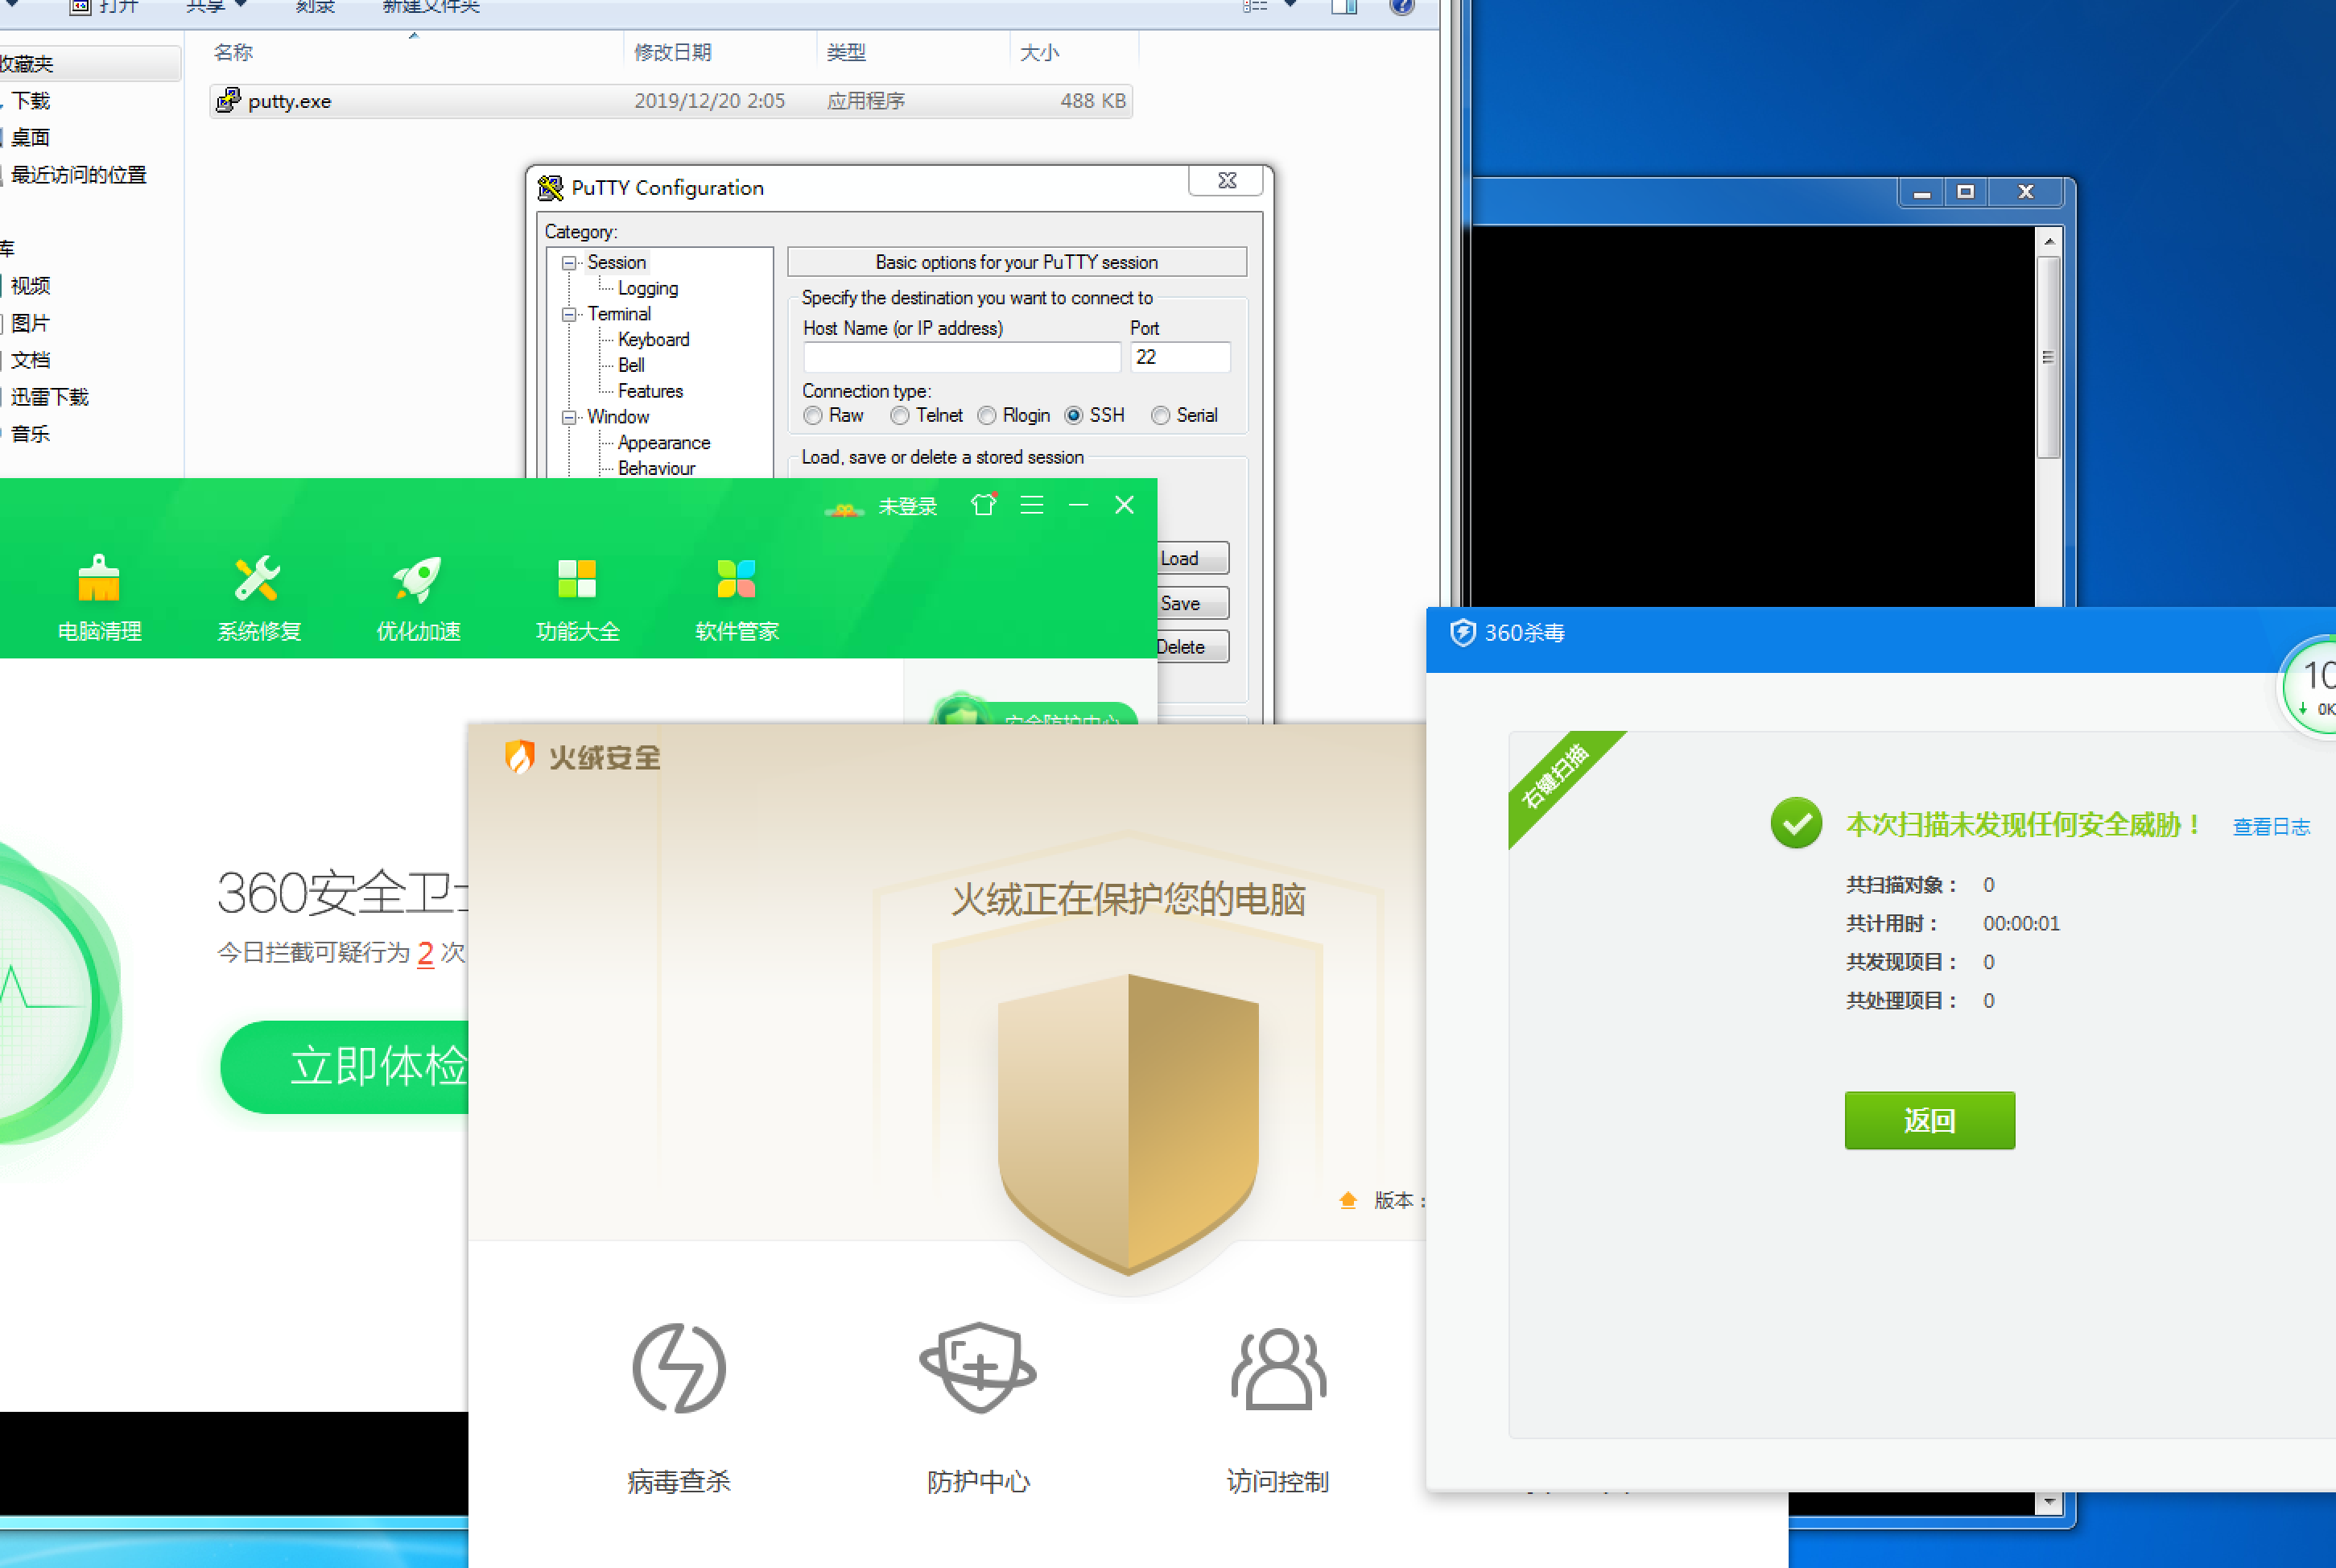 打开
共享
刻录
新建文件夹
收藏夹
下载
桌面
最近访问的位置
库
视频
图片
文档
迅雷下载
音乐
名称
修改日期
类型
大小
putty.exe
2019/12/20 2:05
应用程序
488 KB
PuTTY Configuration
Category:
Session
Logging
Terminal
Keyboard
Bell
Features
Window
Appearance
Behaviour
Basic options for your PuTTY session
Specify the destination you want to connect to
Host Name (or IP address)
Port
22
Connection type:
Raw
Telnet
Rlogin
SSH
Serial
Load, save or delete a stored session
Load
Save
Delete
未登录
电脑清理
系统修复
优化加速
功能大全
软件管家
安全防护中心
360安全卫士
今日拦截可疑行为 2 次
立即体检
火绒安全
火绒正在保护您的电脑
版本：
病毒查杀
防护中心
访问控制
360杀毒
10
0K
右键扫描
本次扫描未发现任何安全威胁！
查看日志
共扫描对象： 0
共计用时： 00:00:01
共发现项目： 0
共处理项目： 0
返回